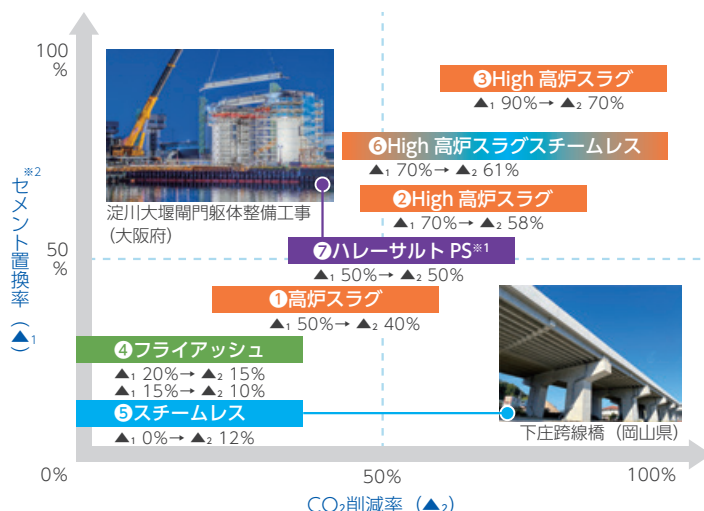 100
%
❸High 高炉スラグ
▲₁ 90%→ ▲₂ 70%
❻High 高炉スラグスチームレス
▲₁ 70%→ ▲₂ 61%
❷High 高炉スラグ
▲₁ 70%→ ▲₂ 58%
淀川大堰閘門躯体整備工事
(大阪府)
❼ハレーサルト PS※1
▲₁ 50%→ ▲₂ 50%
50
%
※2
セメント置換率(▲₁)
❶高炉スラグ
▲₁ 50%→ ▲₂ 40%
❹フライアッシュ
▲₁ 20%→ ▲₂ 15%
▲₁ 15%→ ▲₂ 10%
❺スチームレス
▲₁ 0%→ ▲₂ 12%
下庄跨線橋(岡山県)
0%
50%
100%
CO₂削減率(▲₂)